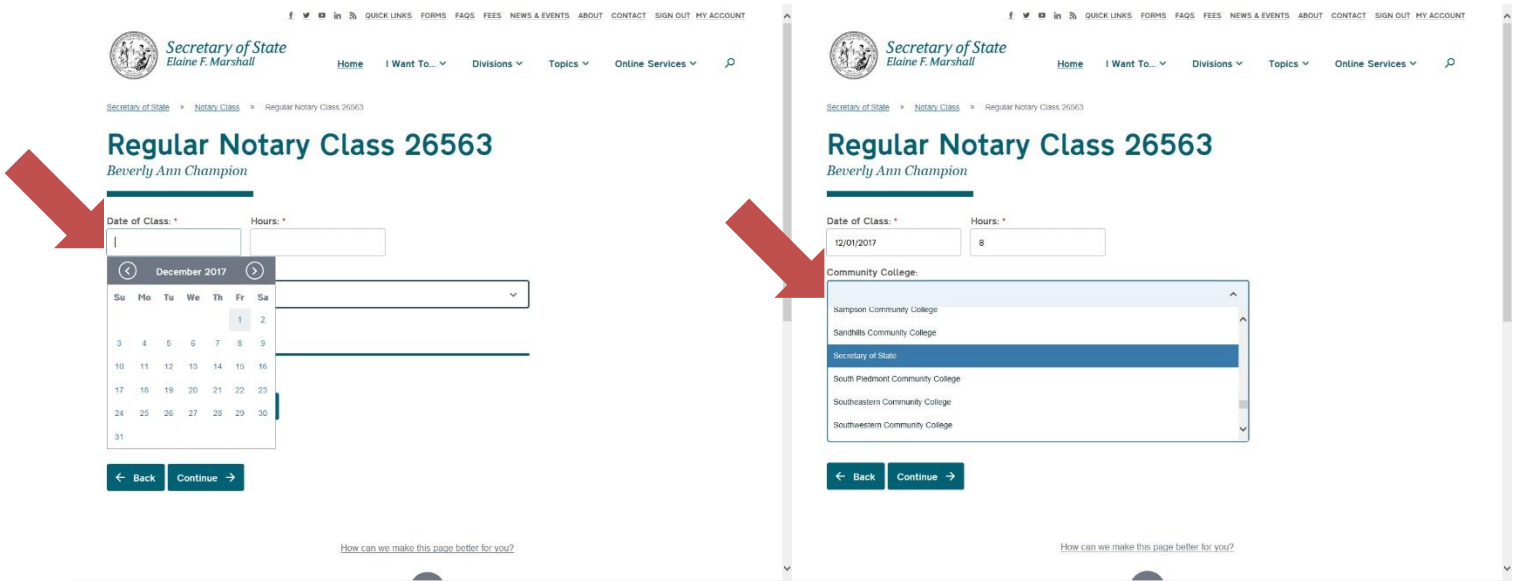 QUICK LINKS FORMS FAQS FEES NEWS & EVENTS ABOUT CONTACT SIGN OUT MY ACCOUNT
Secretary of State
Elaine F. Marshall
Home I Want To... Divisions Topics Online Services
Secretary of State » Notary Class » Regular Notary Class 26563
Regular Notary Class 26563
Beverly Ann Champion
Date of Class: * Hours: *
December 2017
Su Mo Tu We Th Fr Sa
1 2
3 4 5 6 7 8 9
10 11 12 13 14 15 16
17 18 19 20 21 22 23
24 25 26 27 28 29 30
31
← Back Continue →
How can we make this page better for you?
QUICK LINKS FORMS FAQS FEES NEWS & EVENTS ABOUT CONTACT SIGN OUT MY ACCOUNT
Secretary of State
Elaine F. Marshall
Home I Want To... Divisions Topics Online Services
Secretary of State » Notary Class » Regular Notary Class 26563
Regular Notary Class 26563
Beverly Ann Champion
Date of Class: * Hours: *
12/01/2017 8
Community College:
Sampson Community College
Sandhills Community College
Secretary of State
South Piedmont Community College
Southeastern Community College
Southwestern Community College
← Back Continue →
How can we make this page better for you?